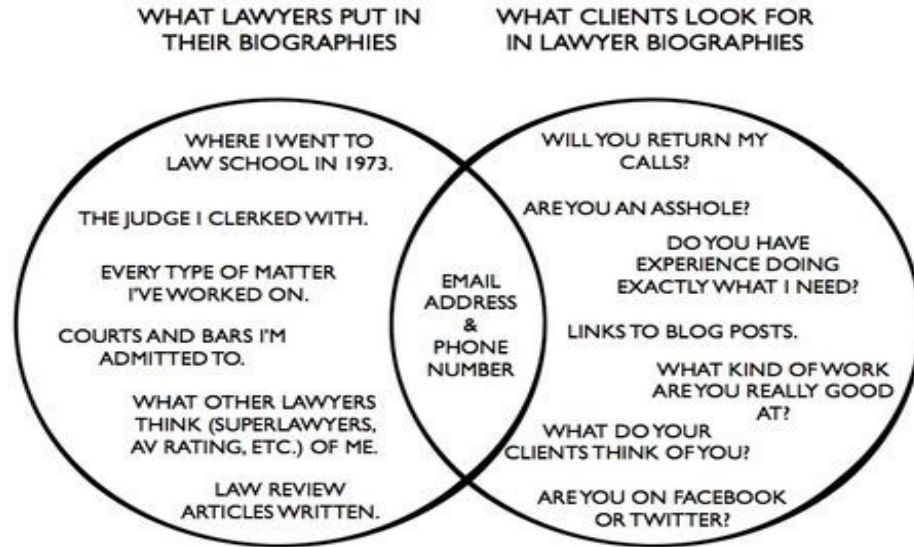 WHAT LAWYERS PUT IN
THEIR BIOGRAPHIES
WHAT CLIENTS LOOK FOR
IN LAWYER BIOGRAPHIES
WHERE I WENT TO
LAW SCHOOL IN 1973.
THE JUDGE I CLERKED WITH.
EVERY TYPE OF MATTER
I'VE WORKED ON.
COURTS AND BARS I'M
ADMITTED TO.
WHAT OTHER LAWYERS
THINK (SUPERLAWYERS,
AV RATING, ETC.) OF ME.
LAW REVIEW
ARTICLES WRITTEN.
EMAIL
ADDRESS
&
PHONE
NUMBER
WILL YOU RETURN MY
CALLS?
ARE YOU AN ASSHOLE?
DO YOU HAVE
EXPERIENCE DOING
EXACTLY WHAT I NEED?
LINKS TO BLOG POSTS.
WHAT KIND OF WORK
ARE YOU REALLY GOOD
AT?
WHAT DO YOUR
CLIENTS THINK OF YOU?
ARE YOU ON FACEBOOK
OR TWITTER?